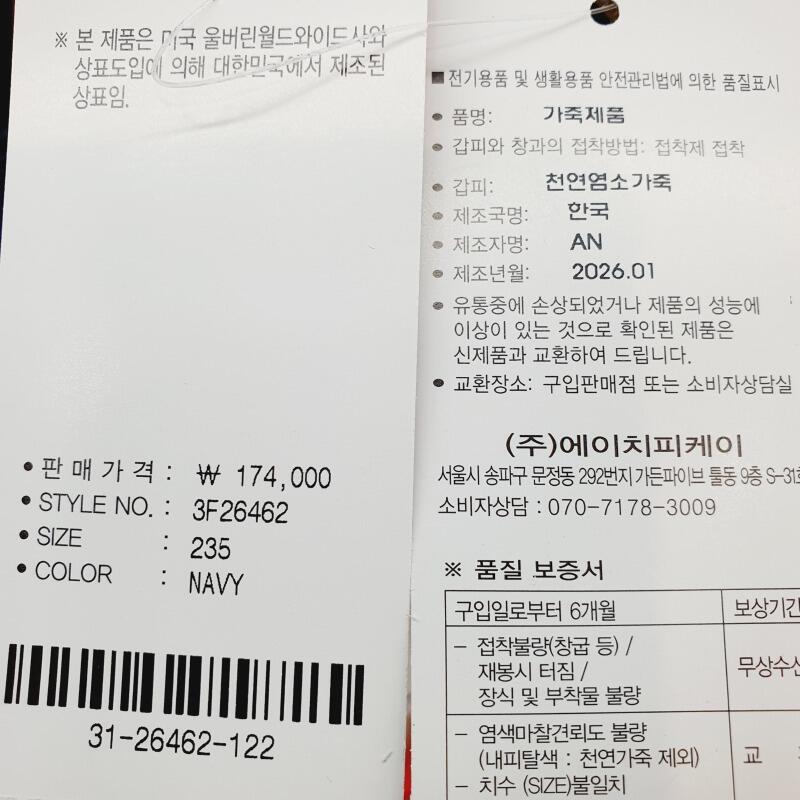 ※ 본 제품은 미국 울버린월드와이드사와
상표도입에 의해 대한민국에서 제조된
상표임.
• 판 매 가 격 : ₩ 174,000
• STYLE NO. : 3F26462
• SIZE : 235
• COLOR : NAVY
31-26462-122
■ 전기용품 및 생활용품 안전관리법에 의한 품질표시
• 품명: 가죽제품
• 갑피와 창과의 접착방법: 접착제 접착
• 갑피: 천연염소가죽
• 제조국명: 한국
• 제조자명: AN
• 제조년월: 2026.01
• 유통중에 손상되었거나 제품의 성능에
이상이 있는 것으로 확인된 제품은
신제품과 교환하여 드립니다.
• 교환장소: 구입판매점 또는 소비자상담실
(주)에이치피케이
서울시 송파구 문정동 292번지 가든파이브 툴동 9층 S-31호
소비자상담 : 070-7178-3009
※ 품질 보증서
구입일로부터 6개월 보상기간
– 접착불량(창굽 등) /
재봉시 터짐 / 무상수선
장식 및 부착물 불량
– 염색마찰견뢰도 불량
(내피탈색 : 천연가죽 제외) 교
– 치수 (SIZE)불일치